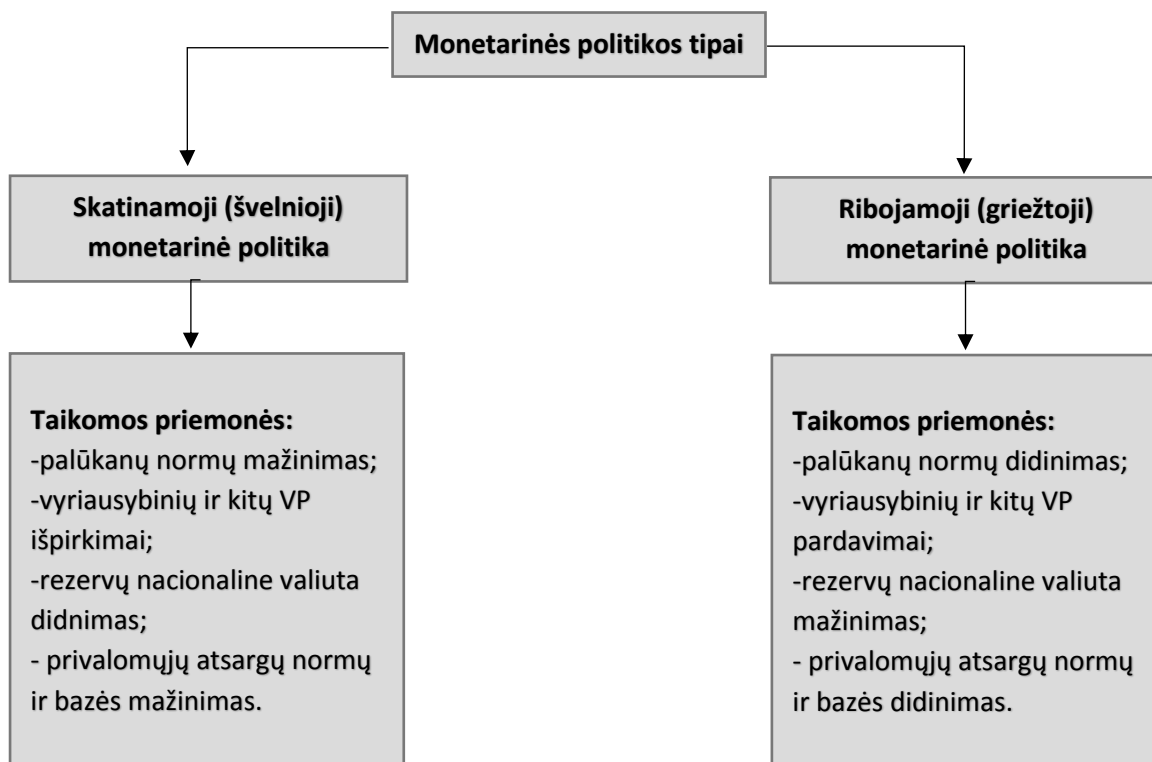 Monetarinės politikos tipai
Skatinamoji (švelnioji)
monetarinė politika
Ribojamoji (griežtoji)
monetarinė politika
Taikomos priemonės:
-palūkanų normų mažinimas;
-vyriausybinių ir kitų VP
išpirkimai;
-rezervų nacionaline valiuta
didnimas;
- privalomųjų atsargų normų
ir bazės mažinimas.
Taikomos priemonės:
-palūkanų normų didinimas;
-vyriausybinių ir kitų VP
pardavimai;
-rezervų nacionaline valiuta
mažinimas;
- privalomųjų atsargų normų
ir bazės didinimas.